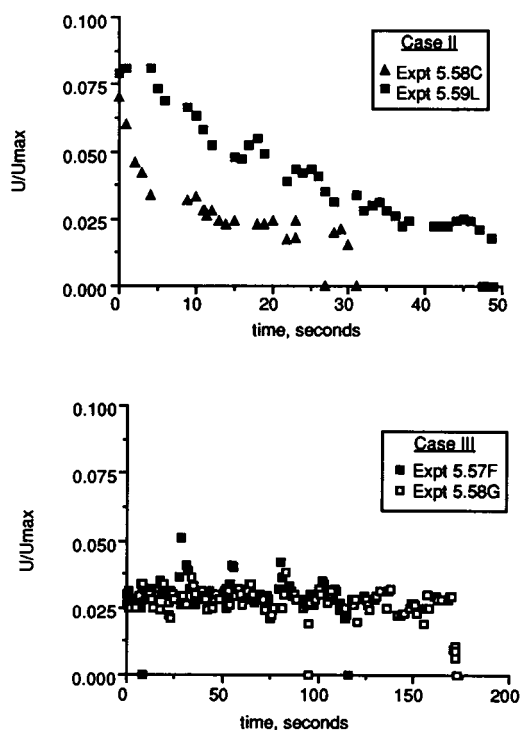 0.100
0.075
0.050
0.025
0.000
U/Umax
Case II
Expt 5.58C
Expt 5.59L
0 10 20 30 40 50
time, seconds
0.100
0.075
0.050
0.025
0.000
U/Umax
Case III
Expt 5.57F
Expt 5.58G
0 50 100 150 200
time, seconds